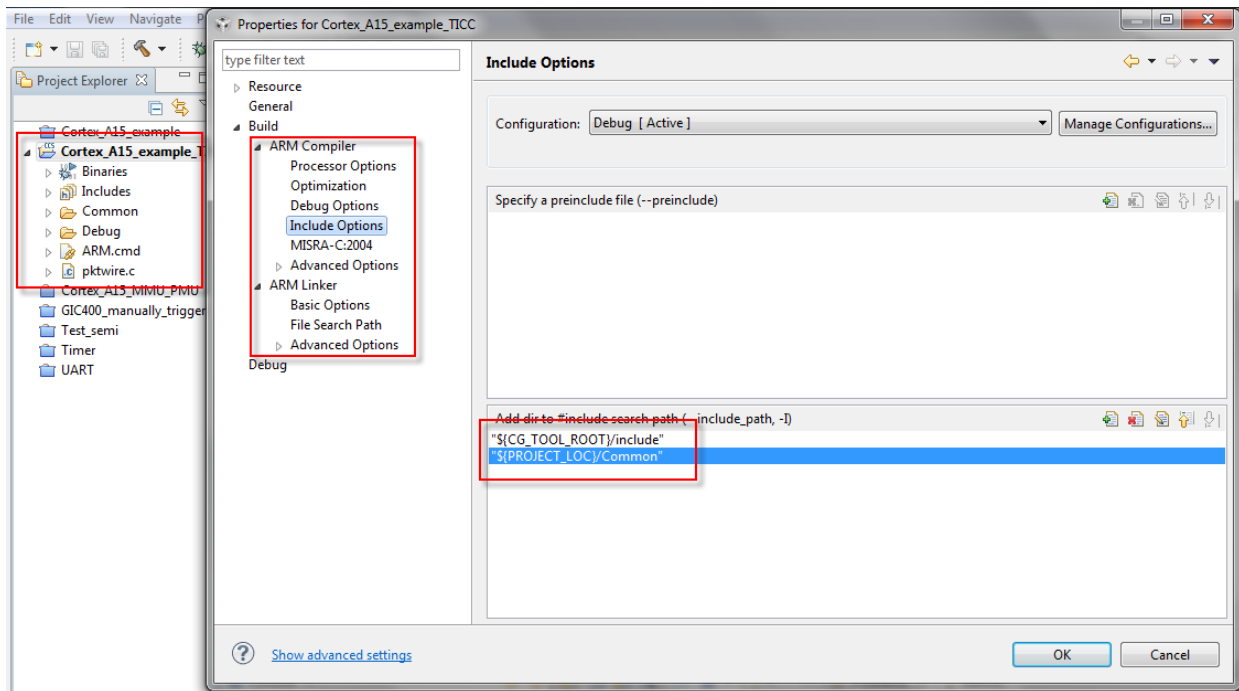 File Edit View Navigate P
Properties for Cortex_A15_example_TICC
Project Explorer
Cortex_A15_example
Cortex_A15_example_T
Binaries
Includes
Common
Debug
ARM.cmd
pktwire.c
Cortex_A15_MMU_PMU
GIC400_manually_trigger
Test_semi
Timer
UART
type filter text
Resource
General
Build
ARM Compiler
Processor Options
Optimization
Debug Options
Include Options
MISRA-C:2004
Advanced Options
ARM Linker
Basic Options
File Search Path
Advanced Options
Debug
Include Options
Configuration: Debug [ Active ] Manage Configurations...
Specify a preinclude file (--preinclude)
Add dir to #include search path (--include_path, -I)
"${CG_TOOL_ROOT}/include"
"${PROJECT_LOC}/Common"
Show advanced settings
OK Cancel